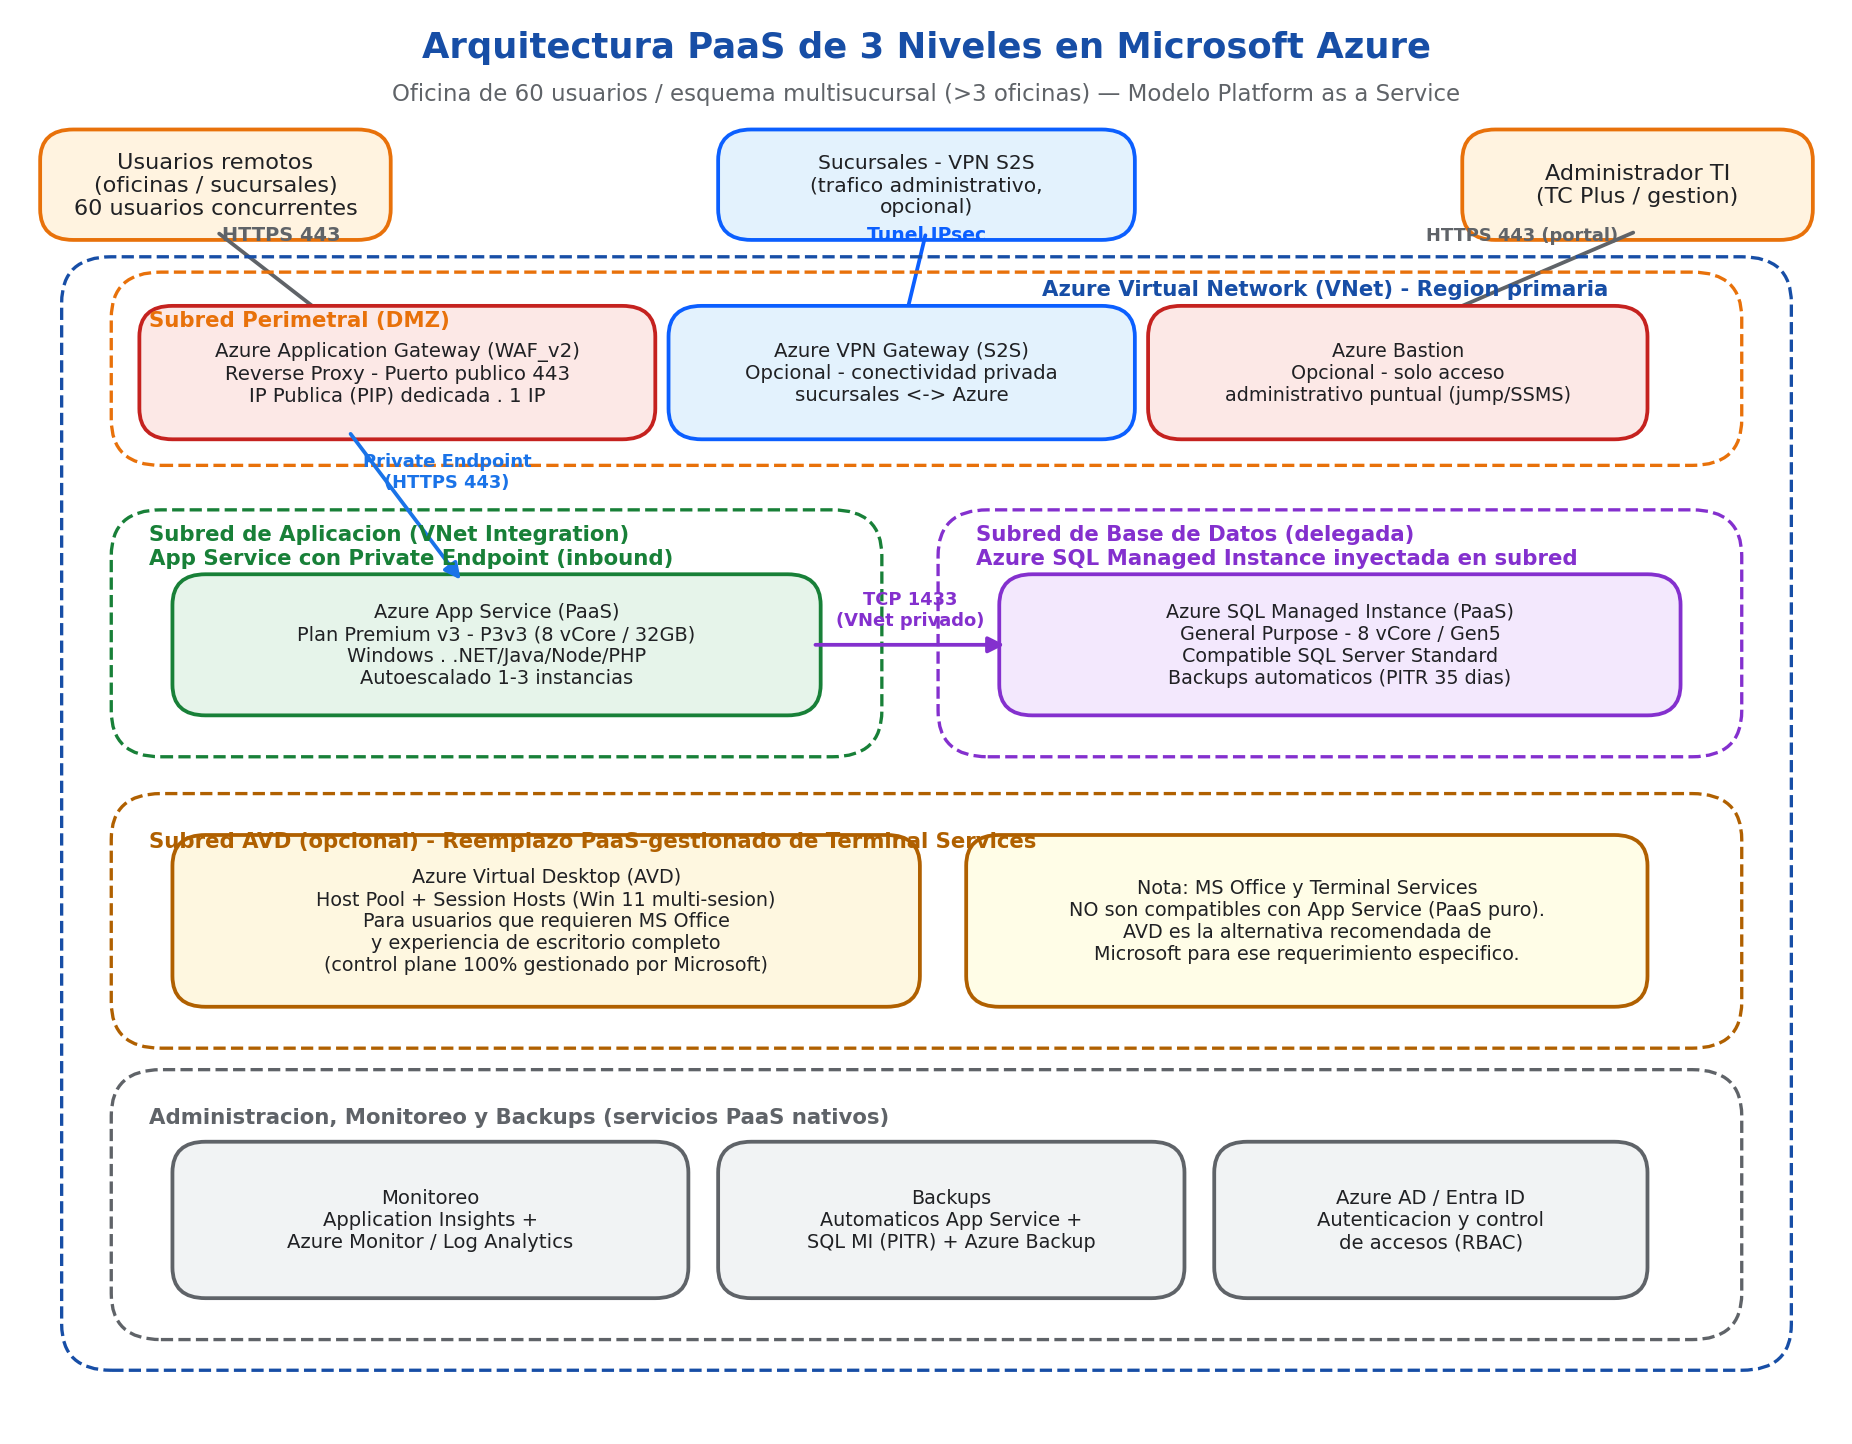 Arquitectura PaaS de 3 Niveles en Microsoft Azure
Oficina de 60 usuarios / esquema multisucursal (>3 oficinas) — Modelo Platform as a Service
Usuarios remotos
(oficinas / sucursales)
60 usuarios concurrentes
HTTPS 443
Sucursales - VPN S2S
(trafico administrativo,
opcional)
Tunel IPsec
Administrador TI
(TC Plus / gestion)
HTTPS 443 (portal)
Azure Virtual Network (VNet) - Region primaria
Subred Perimetral (DMZ)
Azure Application Gateway (WAF_v2)
Reverse Proxy - Puerto publico 443
IP Publica (PIP) dedicada . 1 IP
Azure VPN Gateway (S2S)
Opcional - conectividad privada
sucursales <-> Azure
Azure Bastion
Opcional - solo acceso
administrativo puntual (jump/SSMS)
Private Endpoint
(HTTPS 443)
Subred de Aplicacion (VNet Integration)
App Service con Private Endpoint (inbound)
Azure App Service (PaaS)
Plan Premium v3 - P3v3 (8 vCore / 32GB)
Windows . .NET/Java/Node/PHP
Autoescalado 1-3 instancias
TCP 1433
(VNet privado)
Subred de Base de Datos (delegada)
Azure SQL Managed Instance inyectada en subred
Azure SQL Managed Instance (PaaS)
General Purpose - 8 vCore / Gen5
Compatible SQL Server Standard
Backups automaticos (PITR 35 dias)
Subred AVD (opcional) - Reemplazo PaaS-gestionado de Terminal Services
Azure Virtual Desktop (AVD)
Host Pool + Session Hosts (Win 11 multi-sesion)
Para usuarios que requieren MS Office
y experiencia de escritorio completo
(control plane 100% gestionado por Microsoft)
Nota: MS Office y Terminal Services
NO son compatibles con App Service (PaaS puro).
AVD es la alternativa recomendada de
Microsoft para ese requerimiento especifico.
Administracion, Monitoreo y Backups (servicios PaaS nativos)
Monitoreo
Application Insights +
Azure Monitor / Log Analytics
Backups
Automaticos App Service +
SQL MI (PITR) + Azure Backup
Azure AD / Entra ID
Autenticacion y control
de accesos (RBAC)